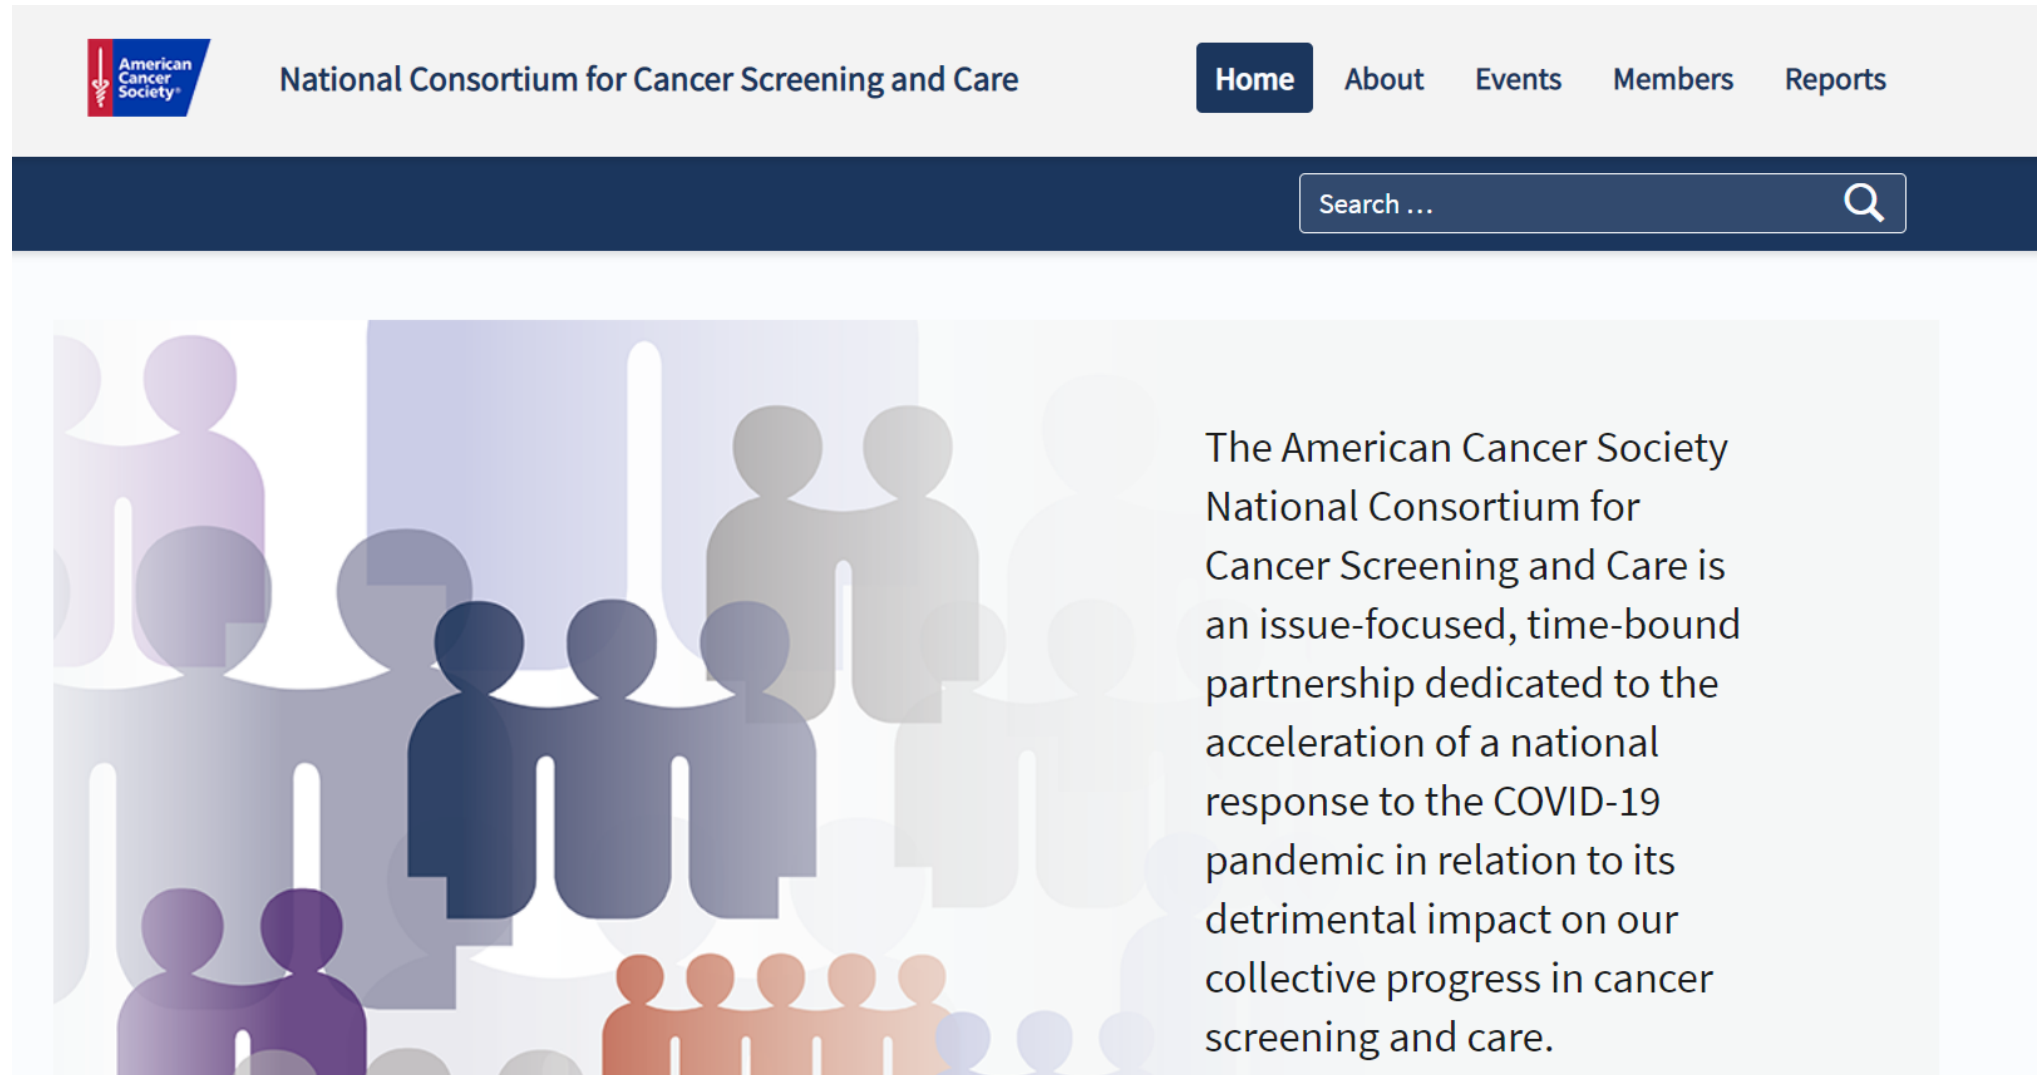 American
Cancer
Society®
National Consortium for Cancer Screening and Care
Home About Events Members Reports
Search ...
The American Cancer Society
National Consortium for
Cancer Screening and Care is
an issue-focused, time-bound
partnership dedicated to the
acceleration of a national
response to the COVID-19
pandemic in relation to its
detrimental impact on our
collective progress in cancer
screening and care.